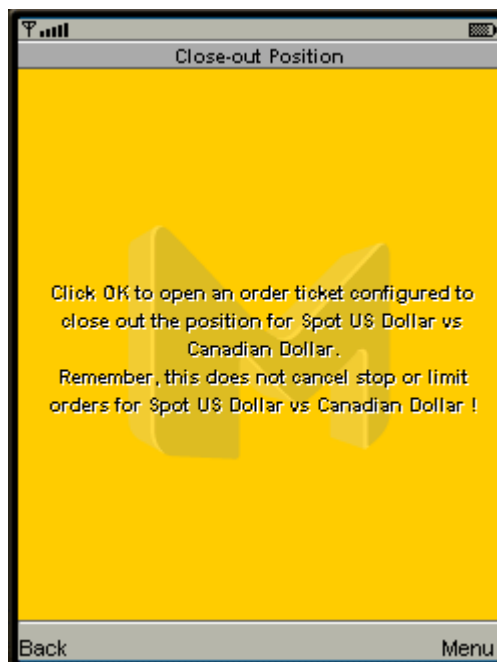 Close-out Position
Click OK to open an order ticket configured to
close out the position for Spot US Dollar vs
Canadian Dollar.
Remember, this does not cancel stop or limit
orders for Spot US Dollar vs Canadian Dollar !
Back Menu